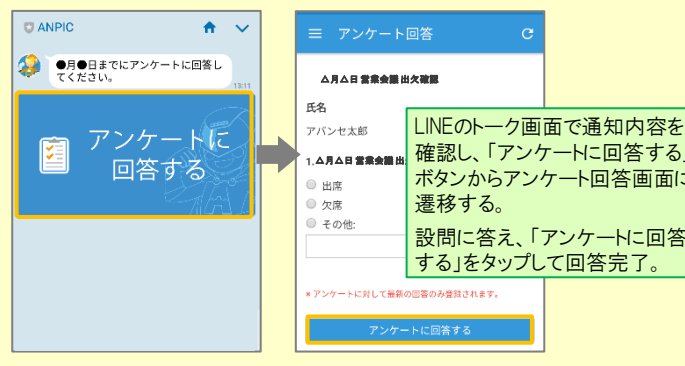 ANPIC
●月●日までにアンケートに回答し
てください。
13:11
アンケートに
回答する
アンケート回答
△月△日 営業会議 出欠確認
氏名
アバンセ太郎
1.△月△日 営業会議 出
出席
欠席
その他:
* アンケートに対して最新の回答のみ登録されます。
アンケートに回答する
LINEのトーク画面で通知内容を
確認し、「アンケートに回答する」
ボタンからアンケート回答画面に
遷移する。
設問に答え、「アンケートに回答
する」をタップして回答完了。